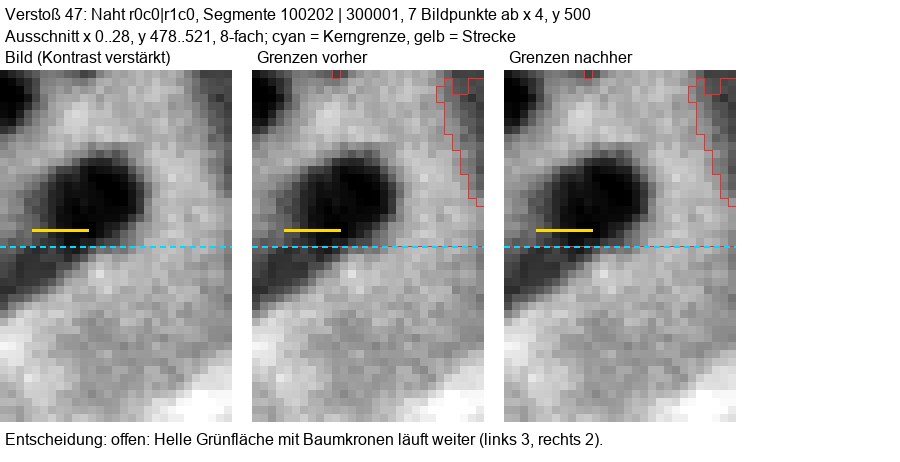 Verstoß 47: Naht r0c0|r1c0, Segmente 100202 | 300001, 7 Bildpunkte ab x 4, y 500
Ausschnitt x 0..28, y 478..521, 8-fach; cyan = Kerngrenze, gelb = Strecke
Bild (Kontrast verstärkt) Grenzen vorher Grenzen nachher
Entscheidung: offen: Helle Grünfläche mit Baumkronen läuft weiter (links 3, rechts 2).